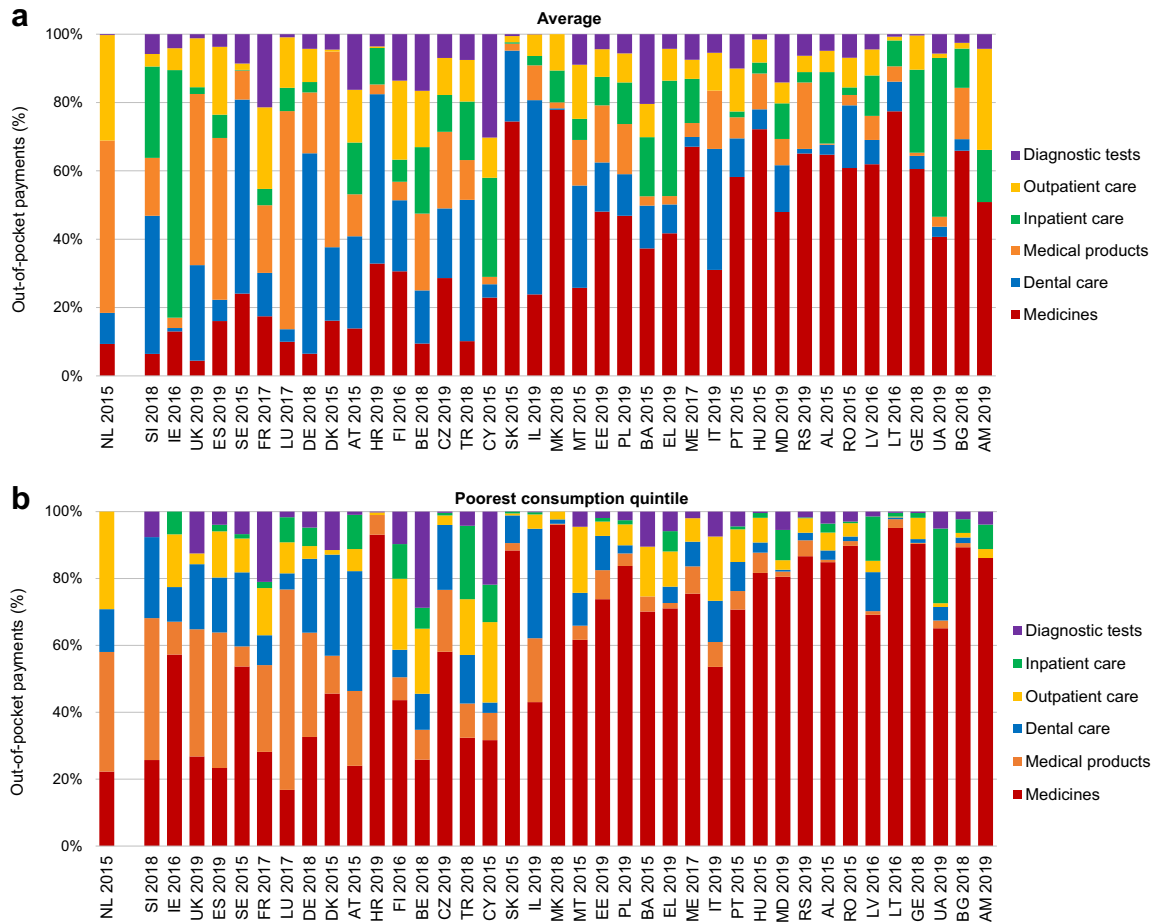 a
Average
Out-of-pocket payments (%)
100%
80%
60%
40%
20%
0%
NL 2015
SI 2018
IE 2016
UK 2019
ES 2019
SE 2015
FR 2017
LU 2017
DE 2018
DK 2015
AT 2015
HR 2019
FI 2016
BE 2018
CZ 2019
TR 2018
CY 2015
SK 2015
IL 2019
MK 2018
MT 2015
EE 2019
PL 2019
BA 2015
EL 2019
ME 2017
IT 2019
PT 2015
HU 2015
MD 2019
RS 2019
AL 2015
RO 2015
LV 2016
LT 2016
GE 2018
UA 2019
BG 2018
AM 2019
Diagnostic tests
Outpatient care
Inpatient care
Medical products
Dental care
Medicines
b
Poorest consumption quintile
Out-of-pocket payments (%)
100%
80%
60%
40%
20%
0%
NL 2015
SI 2018
IE 2016
UK 2019
ES 2019
SE 2015
FR 2017
LU 2017
DE 2018
DK 2015
AT 2015
HR 2019
FI 2016
BE 2018
CZ 2019
TR 2018
CY 2015
SK 2015
IL 2019
MK 2018
MT 2015
EE 2019
PL 2019
BA 2015
EL 2019
ME 2017
IT 2019
PT 2015
HU 2015
MD 2019
RS 2019
AL 2015
RO 2015
LV 2016
LT 2016
GE 2018
UA 2019
BG 2018
AM 2019
Diagnostic tests
Inpatient care
Outpatient care
Dental care
Medical products
Medicines